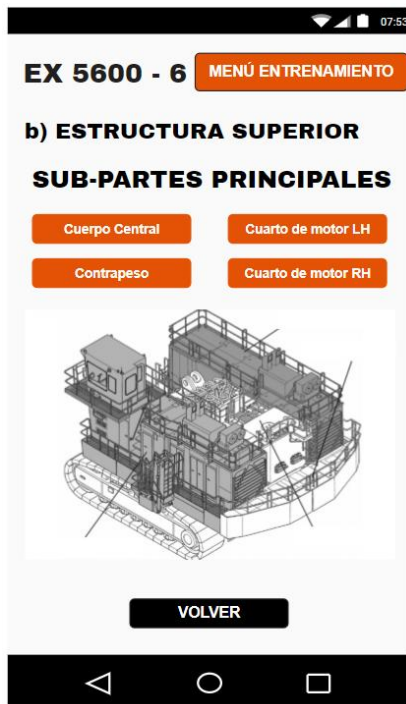 07:53
EX 5600 - 6 MENÚ ENTRENAMIENTO
b) ESTRUCTURA SUPERIOR
SUB-PARTES PRINCIPALES
Cuerpo Central Cuarto de motor LH
Contrapeso Cuarto de motor RH
VOLVER